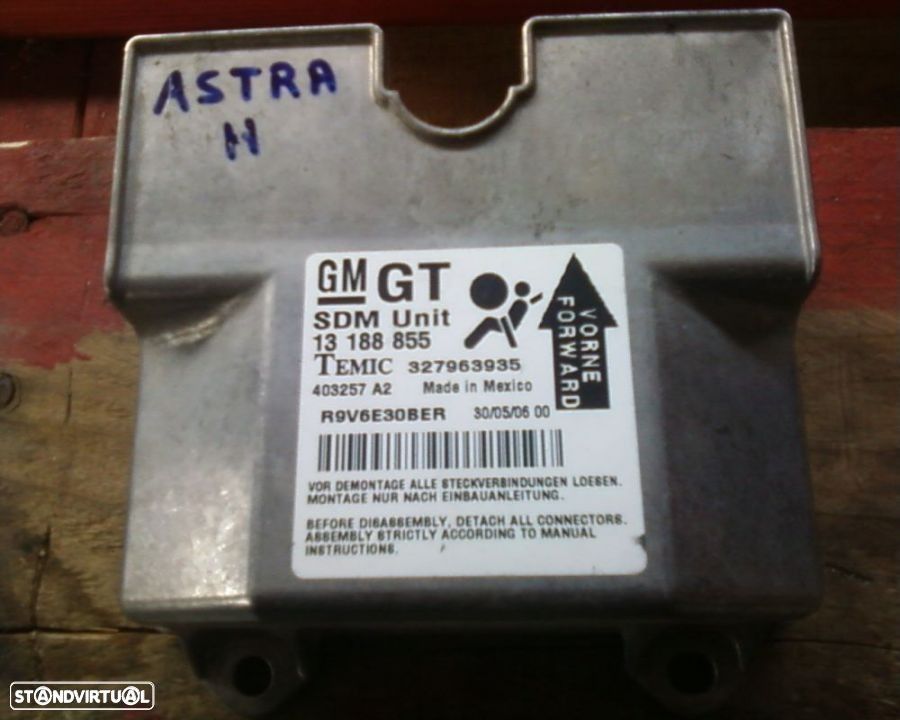 ASTRA
H
GM GT
SDM Unit
13 188 855
TEMIC 327963935
403257 A2 Made in Mexico
R9V6E30BER 30/05/06 00
VORNE
FORWARD
VOR DEMONTAGE ALLE STECKVERBINDUNGEN LOESEN.
MONTAGE NUR NACH EINBAUANLEITUNG.
BEFORE DISASSEMBLY, DETACH ALL CONNECTORS.
ASSEMBLY STRICTLY ACCORDING TO MANUAL
INSTRUCTIONS.
STANDVIRTUAL